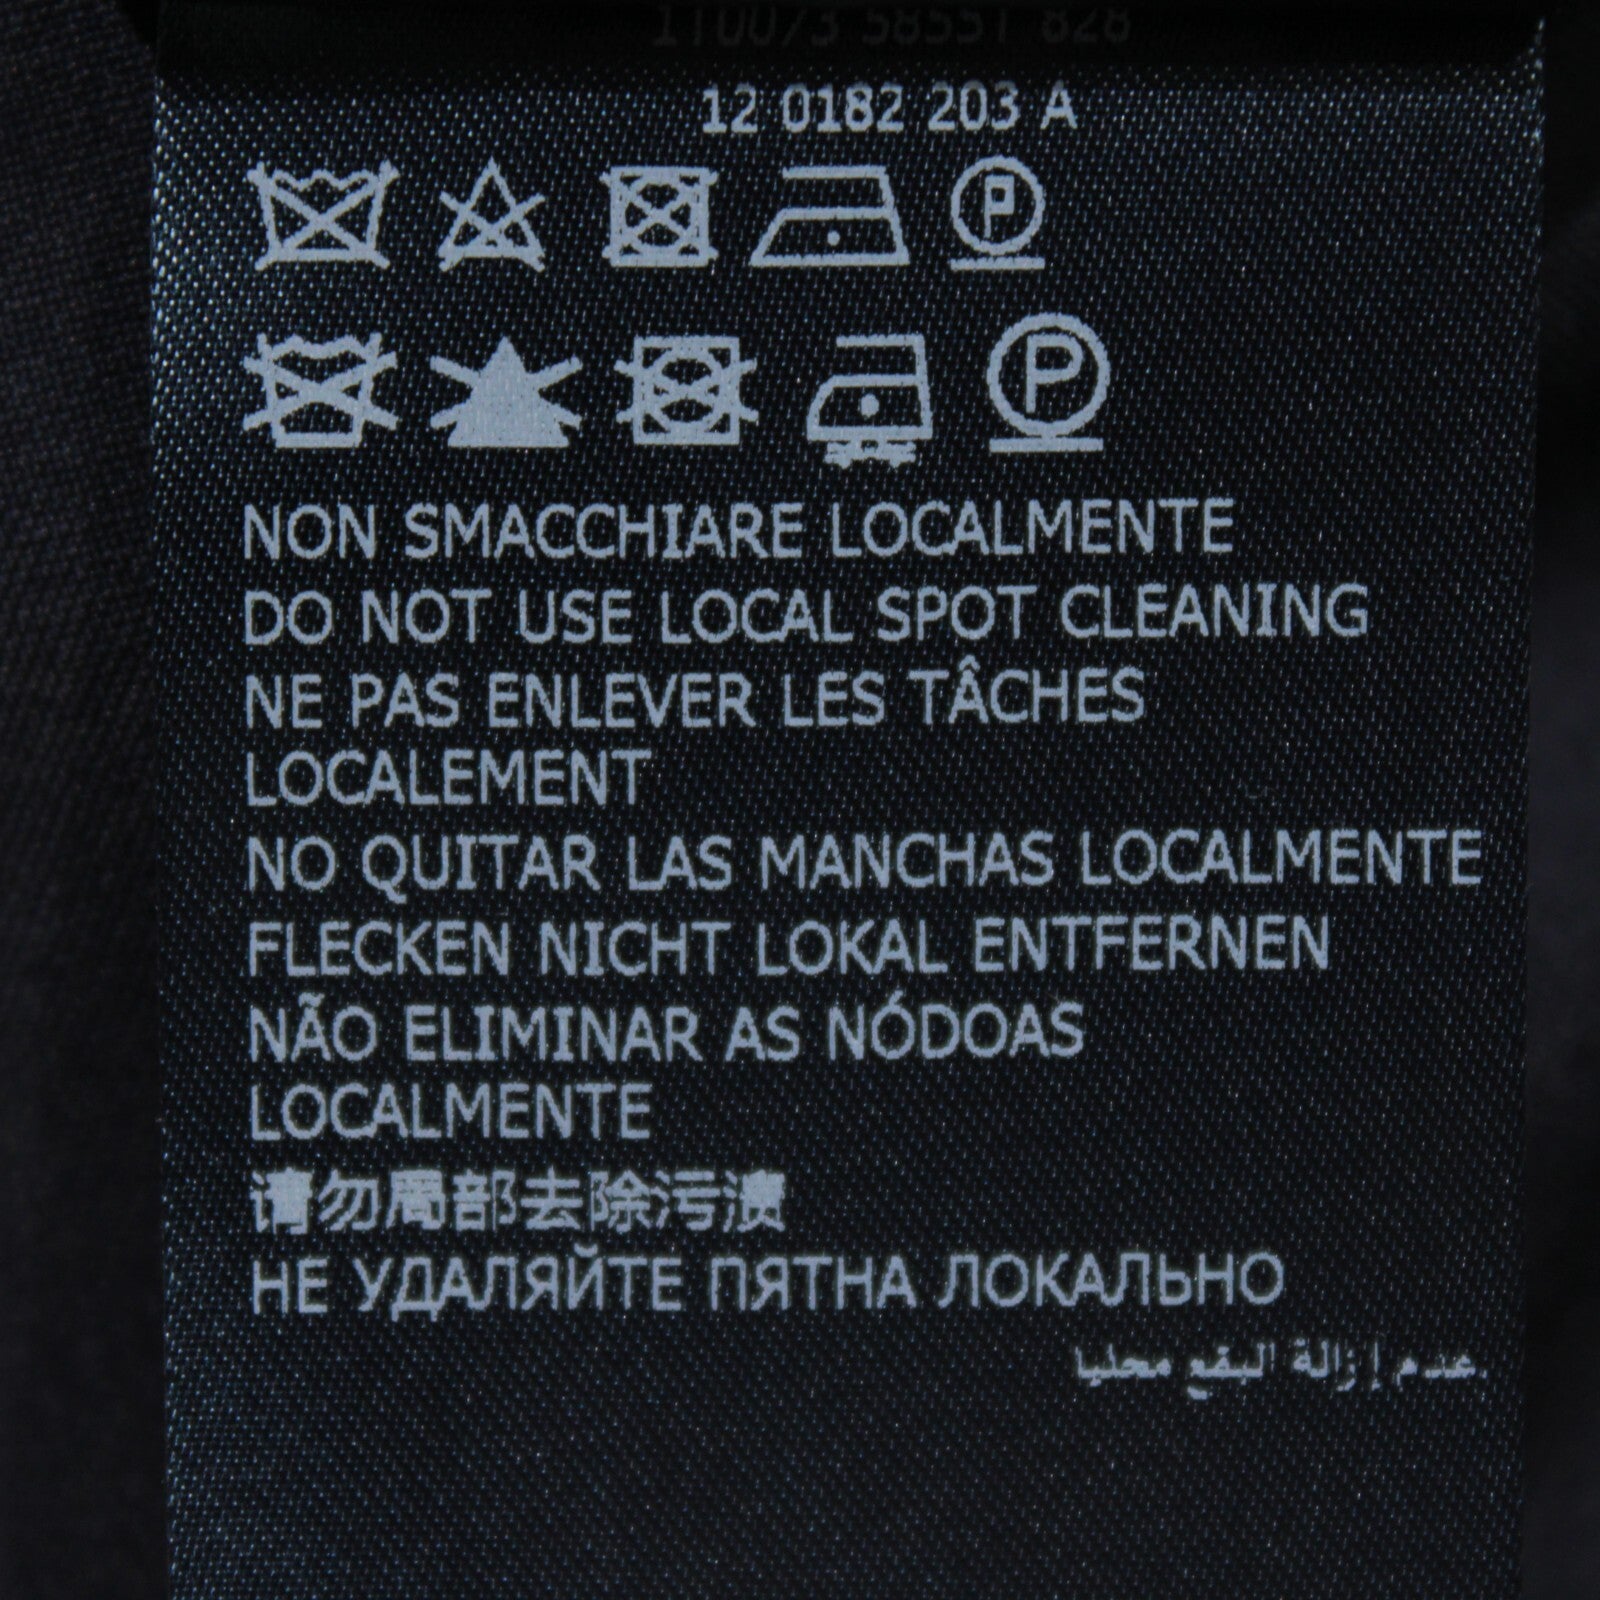 12 0182 203 A
P
P
NON SMACCHIARE LOCALMENTE
DO NOT USE LOCAL SPOT CLEANING
NE PAS ENLEVER LES TÂCHES
LOCALEMENT
NO QUITAR LAS MANCHAS LOCALMENTE
FLECKEN NICHT LOKAL ENTFERNEN
NÃO ELIMINAR AS NÓDOAS
LOCALMENTE
请勿局部去除污渍
НЕ УДАЛЯЙТЕ ПЯТНА ЛОКАЛЬНО
عدم إزالة البقع محليا.